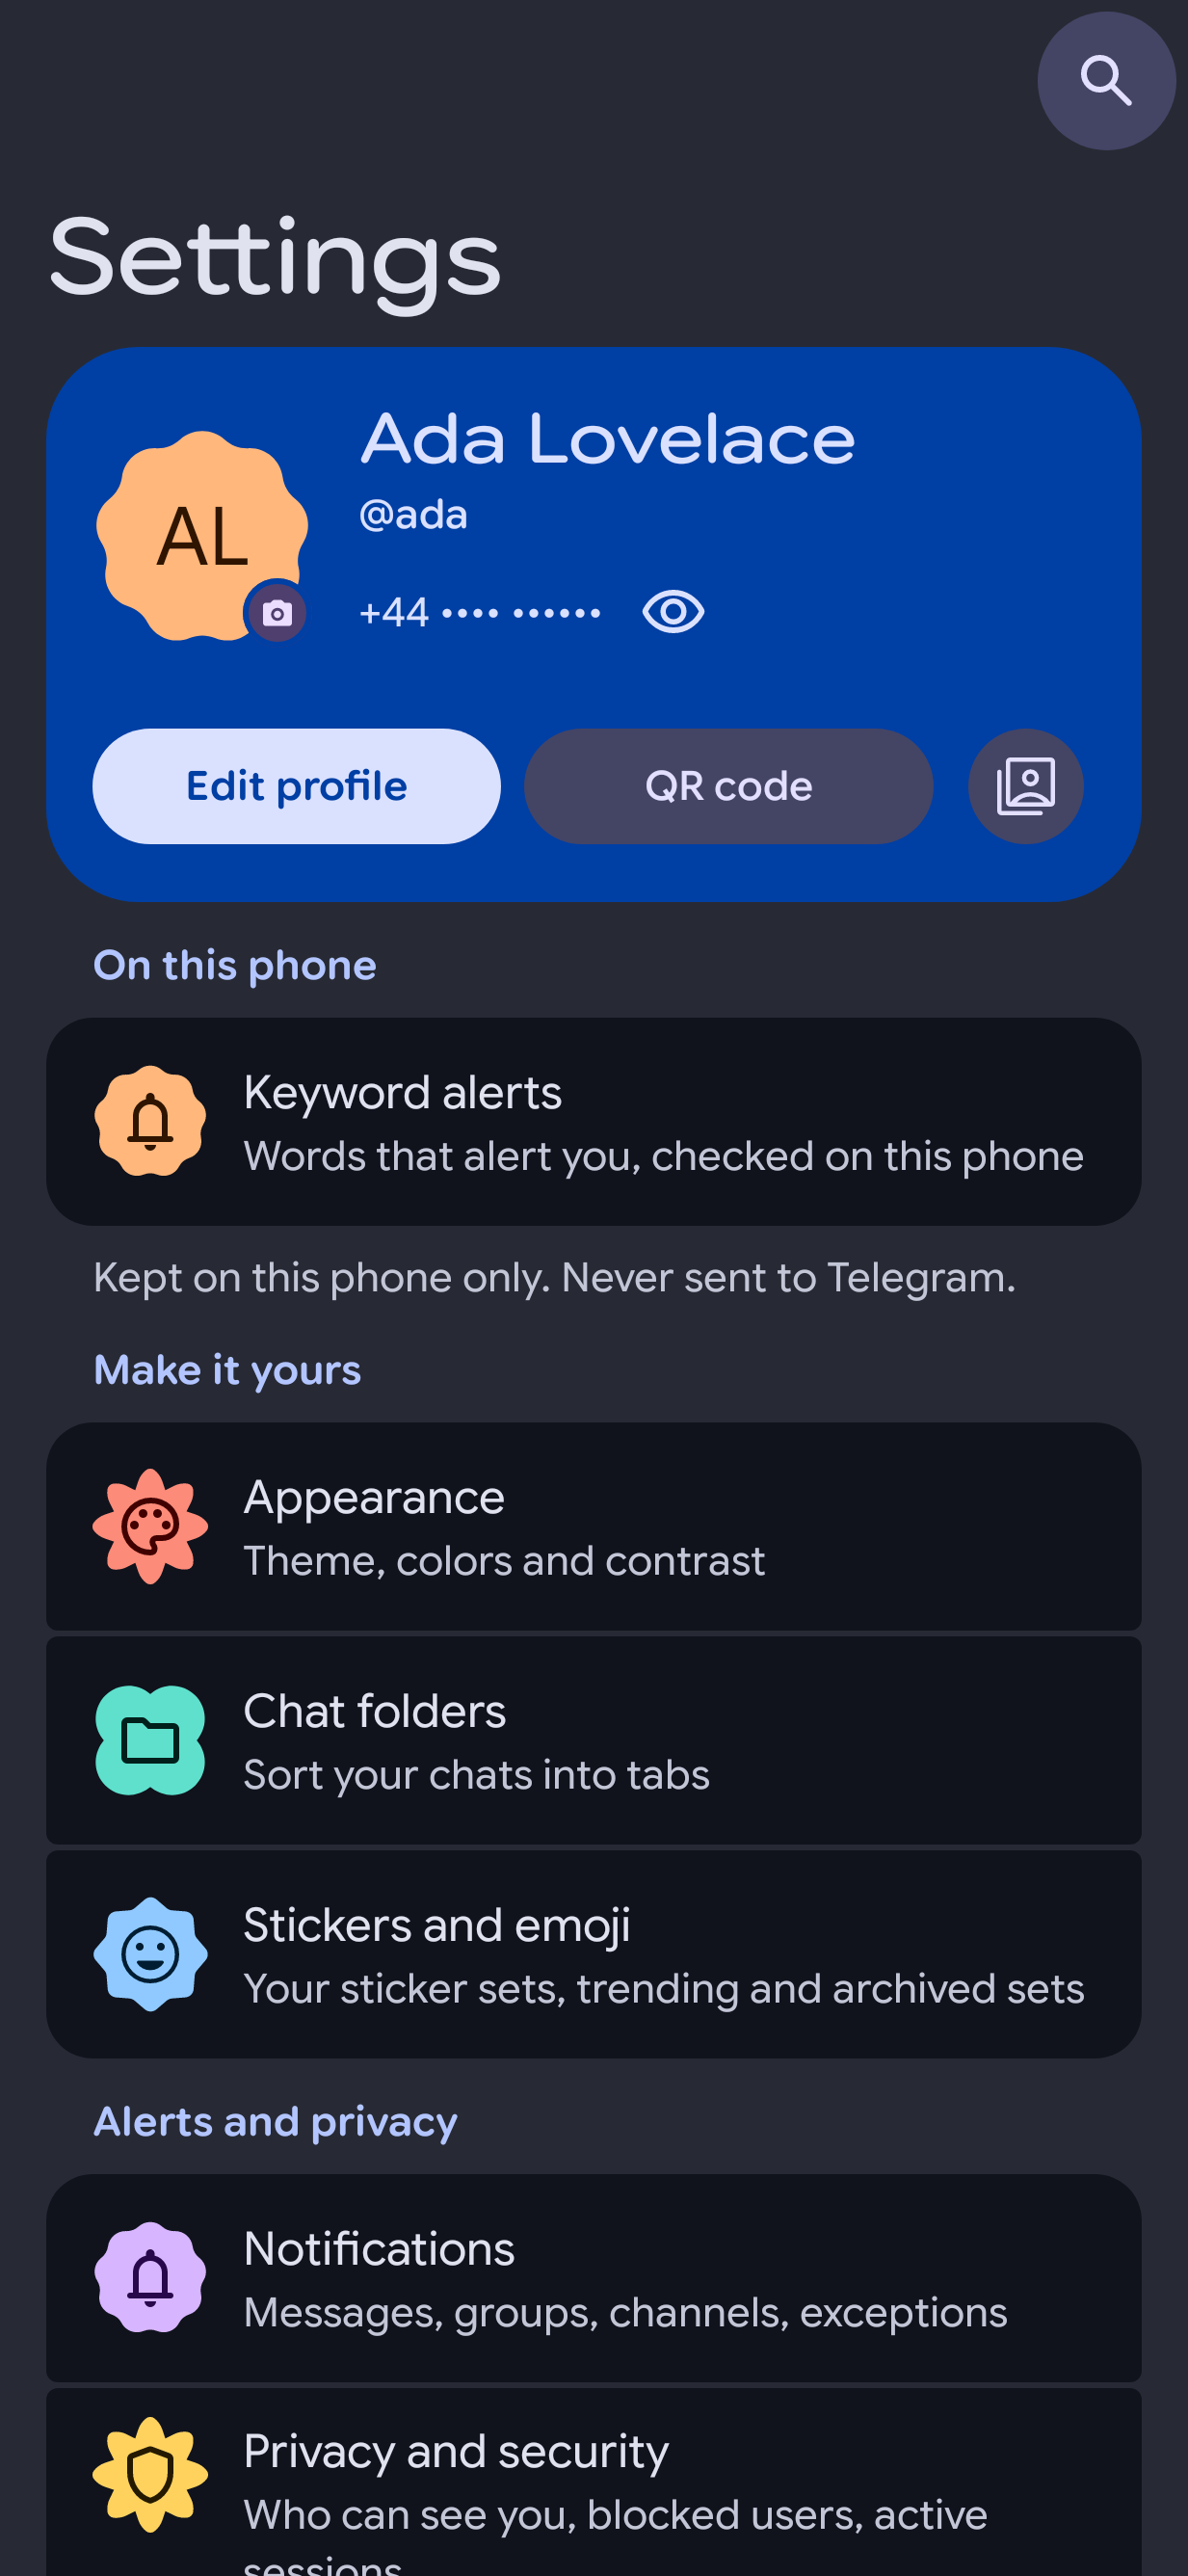 Settings
Ada Lovelace
AL
@ada
+44 •••• ••••••
Edit profile
QR code
On this phone
Keyword alerts
Words that alert you, checked on this phone
Kept on this phone only. Never sent to Telegram.
Make it yours
Appearance
Theme, colors and contrast
Chat folders
Sort your chats into tabs
Stickers and emoji
Your sticker sets, trending and archived sets
Alerts and privacy
Notifications
Messages, groups, channels, exceptions
Privacy and security
Who can see you, blocked users, active
sessions